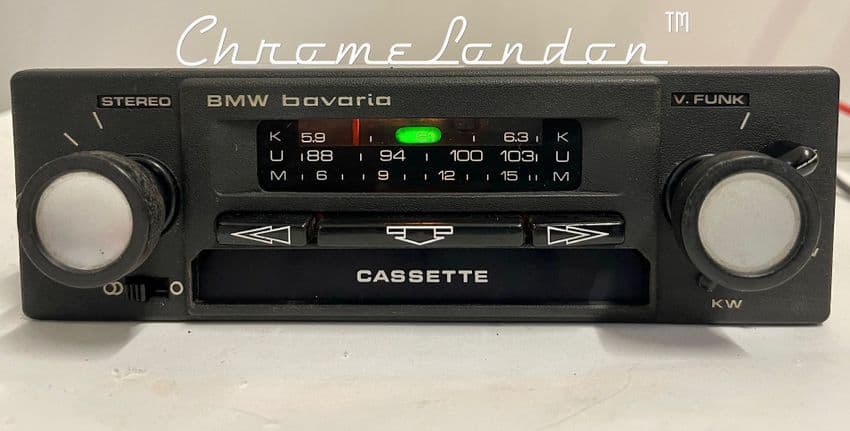 ChromeLondon™
STEREO
BMW bavaria
V. FUNK
K 5.9 61 6.3 K
U 88 94 100 103 U
M 6 9 12 15 M
CASSETTE
KW